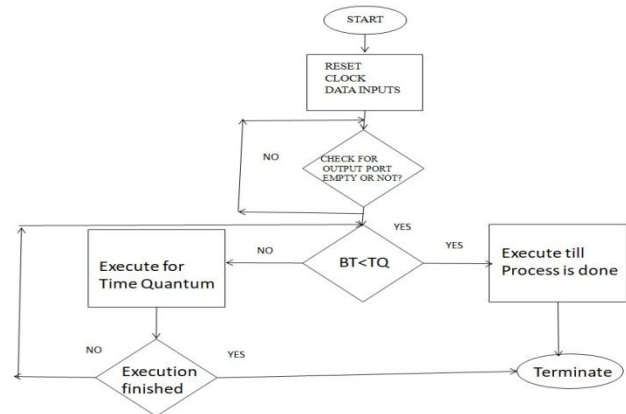 START
RESET
CLOCK
DATA INPUTS
NO
CHECK FOR
OUTPUT PORT
EMPTY OR NOT?
YES
NO
BT<TQ
YES
Execute for
Time Quantum
Execute till
Process is done
NO
Execution
finished
YES
Terminate